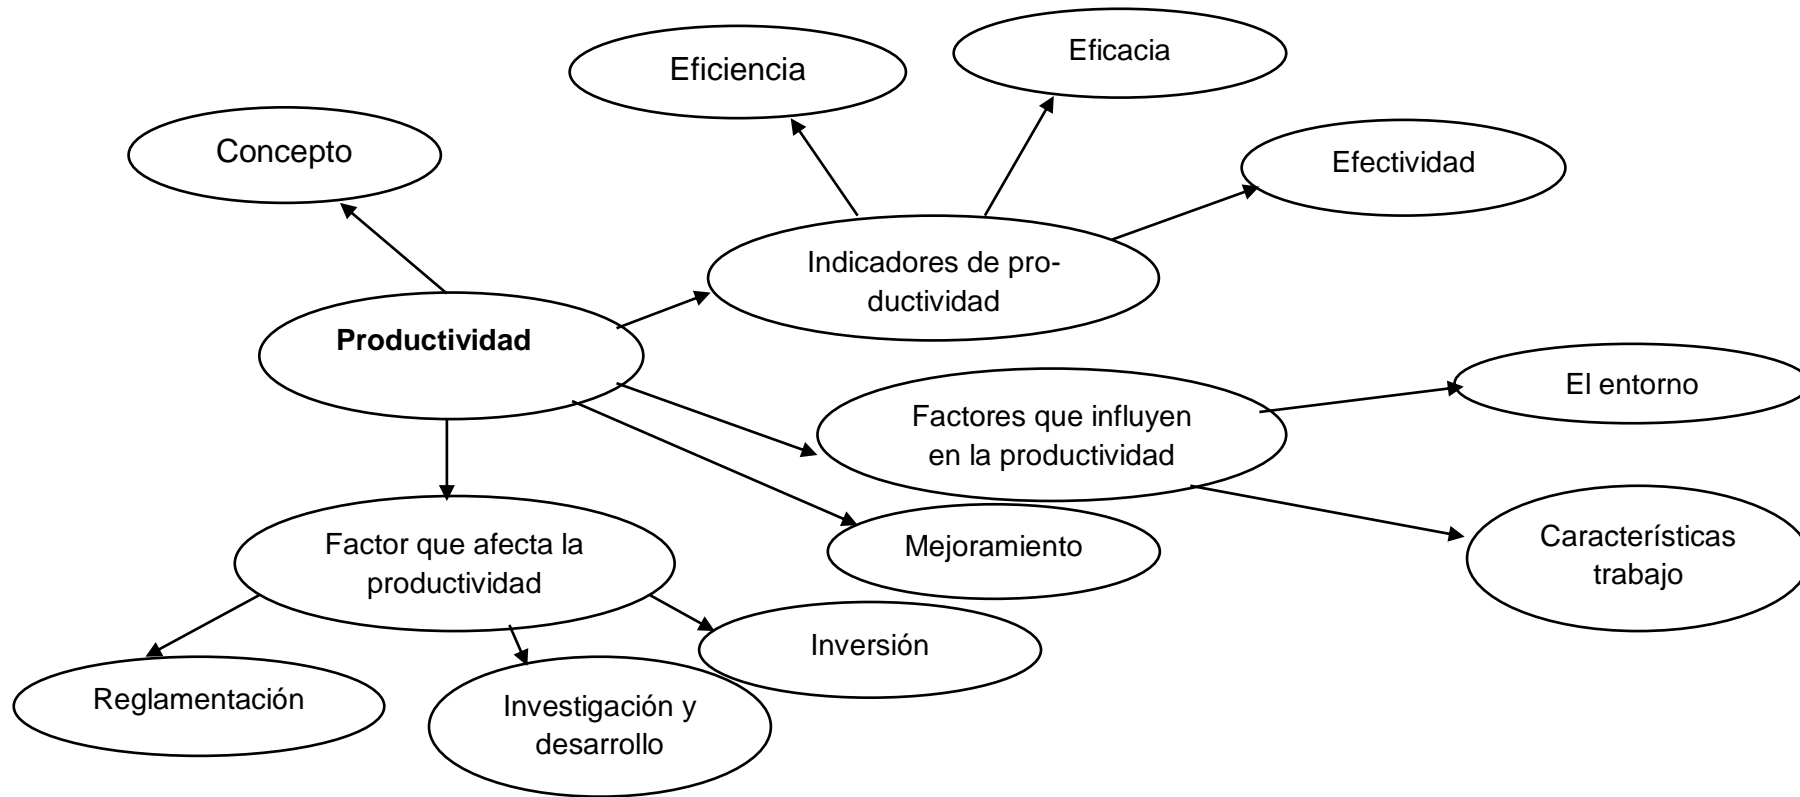 Eficacia
Eficiencia
Concepto
Efectividad
Indicadores de pro-
ductividad
Productividad
El entorno
Factores que influyen
en la productividad
Características
trabajo
Mejoramiento
Factor que afecta la
productividad
Inversión
Reglamentación
Investigación y
desarrollo